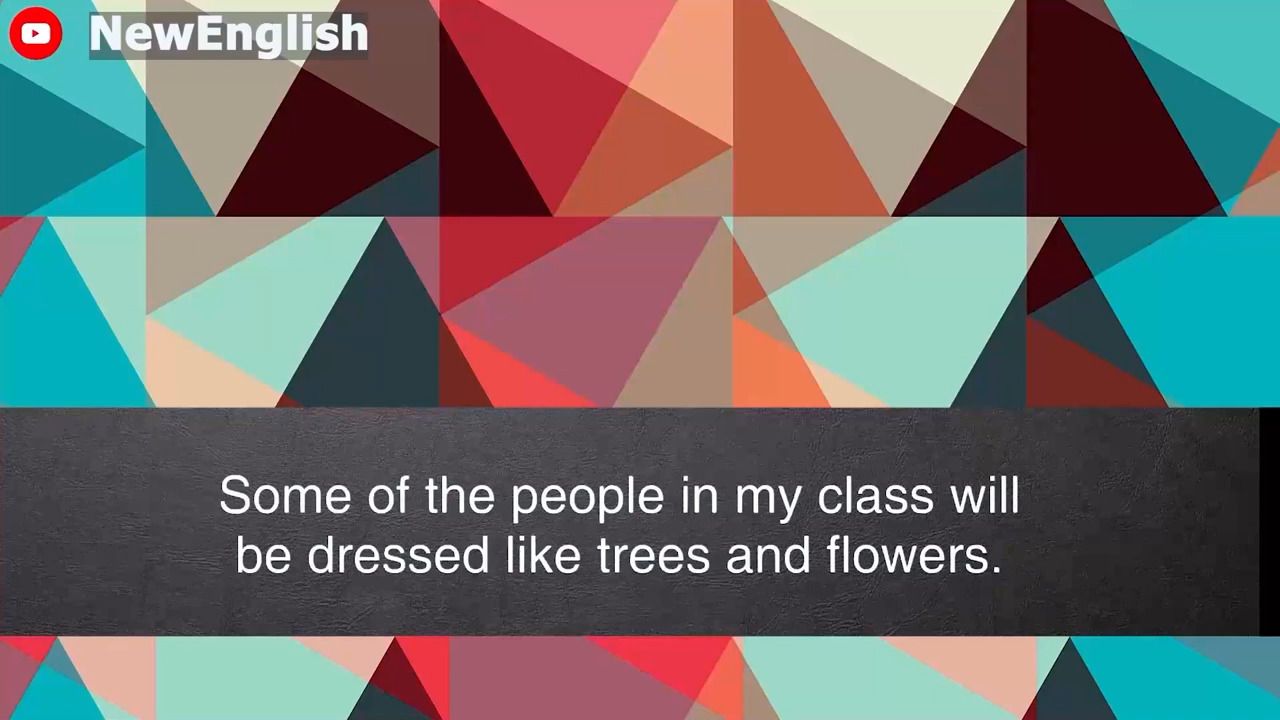 NewEnglish
Some of the people in my class will
be dressed like trees and flowers.